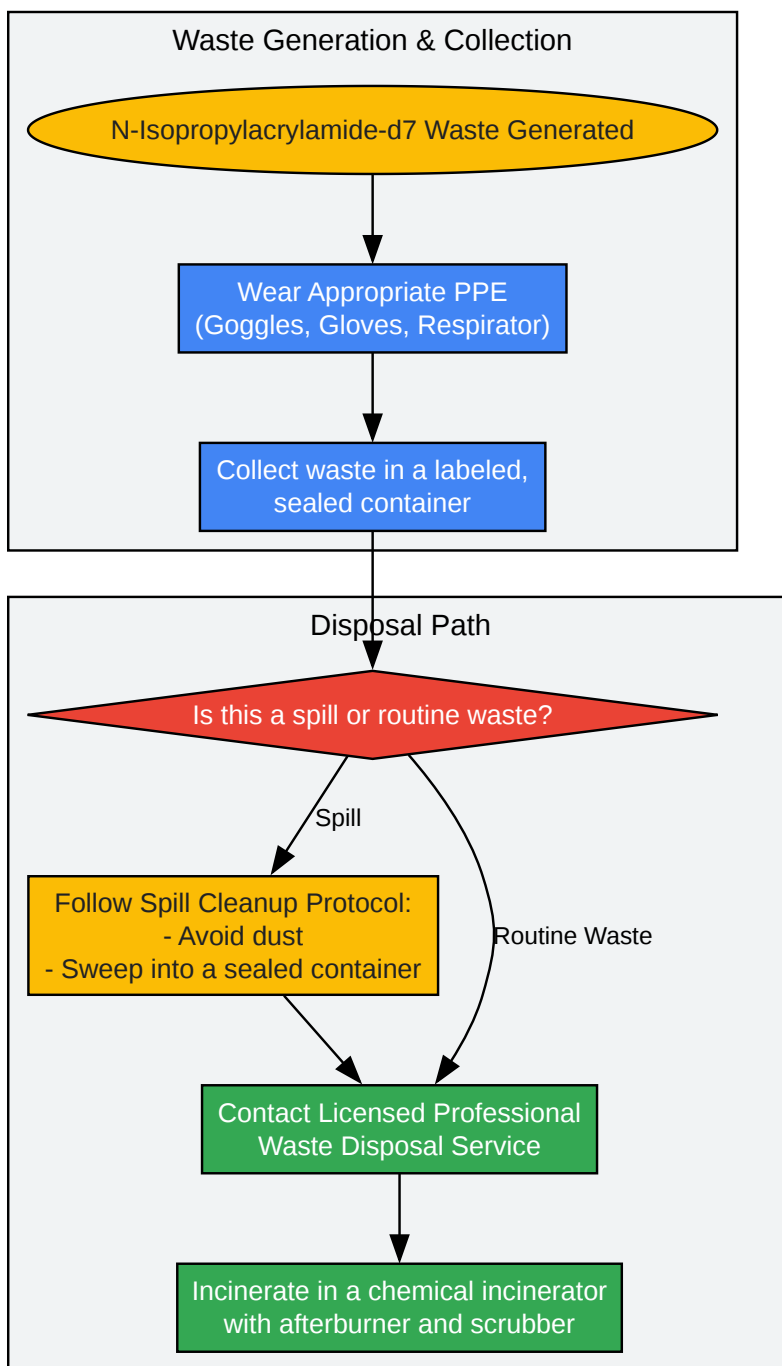 Waste Generation & Collection
N-Isopropylacrylamide-d7 Waste Generated
Wear Appropriate PPE
(Goggles, Gloves, Respirator)
Collect waste in a labeled,
sealed container
Disposal Path
Is this a spill or routine waste?
Spill
Follow Spill Cleanup Protocol:
- Avoid dust
- Sweep into a sealed container
Routine Waste
Contact Licensed Professional
Waste Disposal Service
Incinerate in a chemical incinerator
with afterburner and scrubber